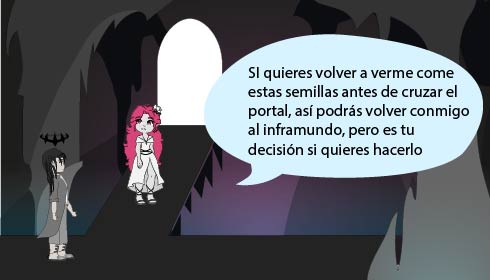 SI quieres volver a verme come
estas semillas antes de cruzar el
portal, así podrás volver conmigo
al inframundo, pero es tu
decisión si quieres hacerlo